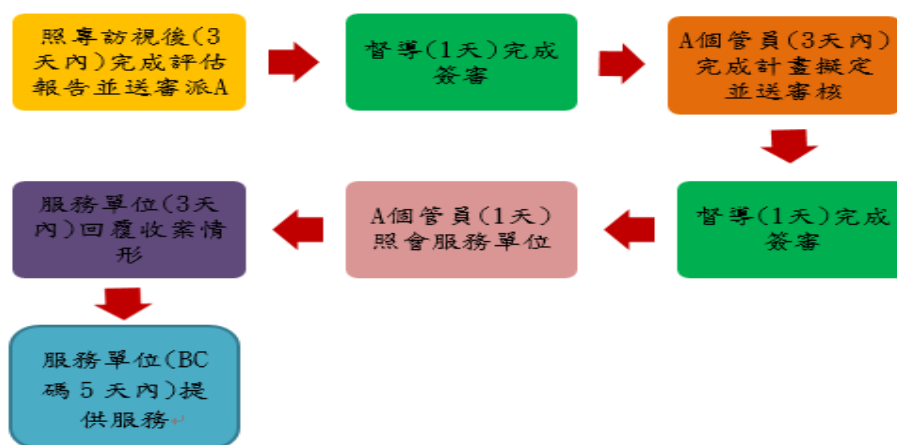 照專訪視後(3
天內)完成評估
報告並送審派A
督導(1天)完成
簽審
A個管員(3天內)
完成計畫擬定
並送審核
督導(1天)完成
簽審
A個管員(1天)
照會服務單位
服務單位(3天
內)回覆收案情
形
服務單位(BC
碼5天內)提
供服務↵